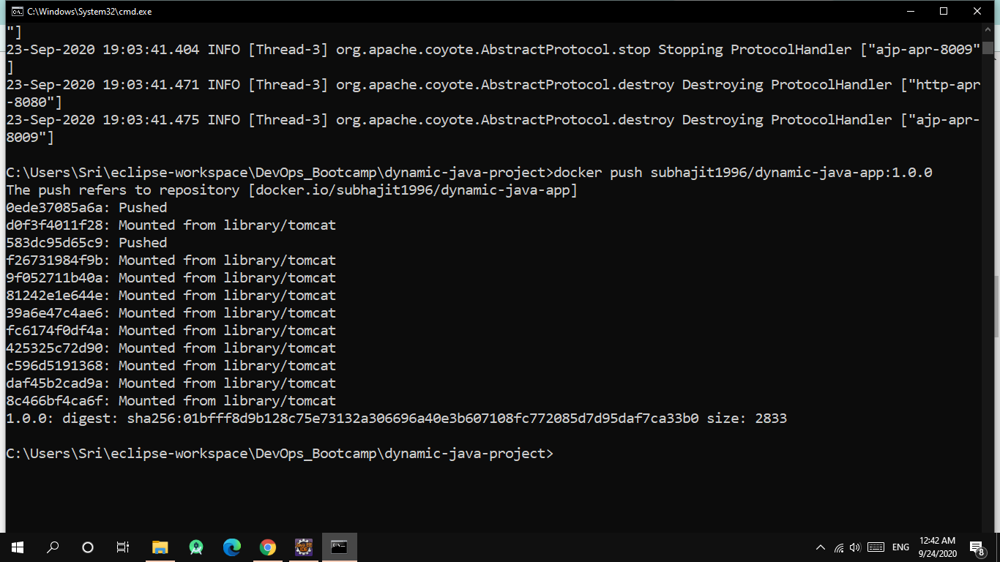 C:\Windows\System32\cmd.exe
"]
23-Sep-2020 19:03:41.404 INFO [Thread-3] org.apache.coyote.AbstractProtocol.stop Stopping ProtocolHandler ["ajp-apr-8009"
]
23-Sep-2020 19:03:41.471 INFO [Thread-3] org.apache.coyote.AbstractProtocol.destroy Destroying ProtocolHandler ["http-apr
-8080"]
23-Sep-2020 19:03:41.475 INFO [Thread-3] org.apache.coyote.AbstractProtocol.destroy Destroying ProtocolHandler ["ajp-apr-
8009"]
C:\Users\Sri\eclipse-workspace\DevOps_Bootcamp\dynamic-java-project>docker push subhajit1996/dynamic-java-app:1.0.0
The push refers to repository [docker.io/subhajit1996/dynamic-java-app]
0ede37085a6a: Pushed
d0f3f4011f28: Mounted from library/tomcat
583dc95d65c9: Pushed
f26731984f9b: Mounted from library/tomcat
9f052711b40a: Mounted from library/tomcat
81242e1e644e: Mounted from library/tomcat
39a6e47c4ae6: Mounted from library/tomcat
fc6174f0df4a: Mounted from library/tomcat
425325c72d90: Mounted from library/tomcat
c596d5191368: Mounted from library/tomcat
daf45b2cad9a: Mounted from library/tomcat
8c466bf4ca6f: Mounted from library/tomcat
1.0.0: digest: sha256:01bfff8d9b128c75e73132a306696a40e3b607108fc772085d7d95daf7ca33b0 size: 2833
C:\Users\Sri\eclipse-workspace\DevOps_Bootcamp\dynamic-java-project>
Java EE
IDE
ENG
12:42 AM
9/24/2020
8